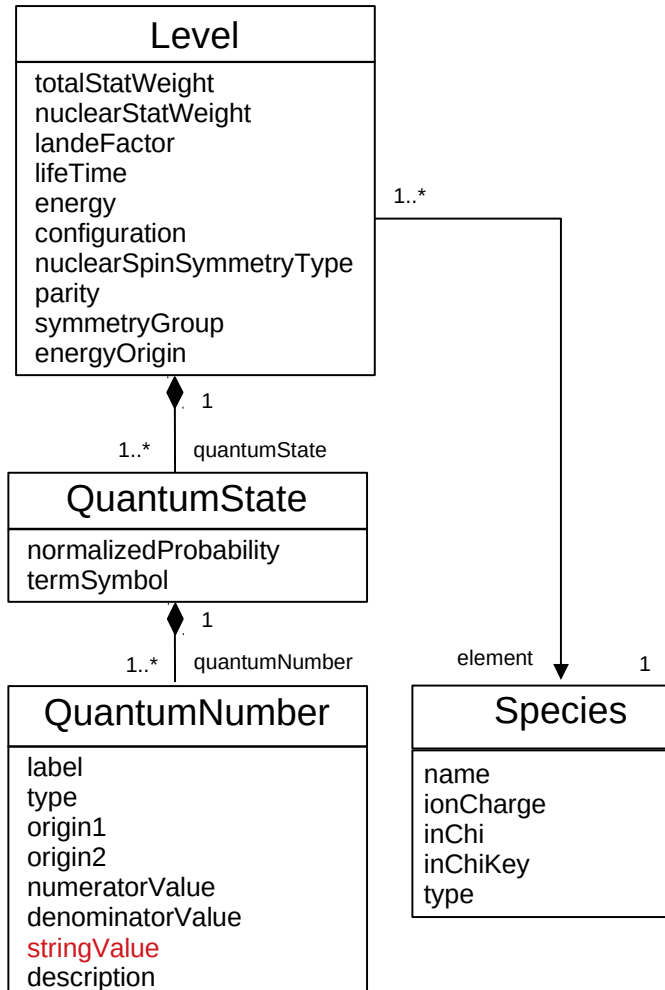 Level
totalStatWeight
nuclearStatWeight
landeFactor
lifeTime
energy
configuration
nuclearSpinSymmetryType
parity
symmetryGroup
energyOrigin
1..*
1
1..* quantumState
QuantumState
normalizedProbability
termSymbol
1
1..* quantumNumber
element 1
QuantumNumber
label
type
origin1
origin2
numeratorValue
denominatorValue
stringValue
description
Species
name
ionCharge
inChi
inChiKey
type